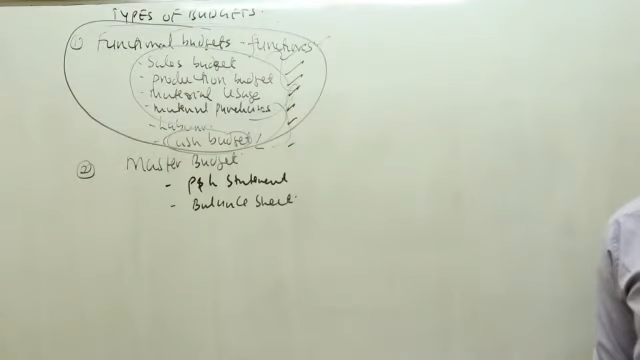 TYPES OF BUDGETS.
① Functional budgets - functions
- Sales budget
- production budget
- material usage
- material purchases
- Labour
- cash budget
② Master Budget
- P&L Statement
- Balance Sheet.